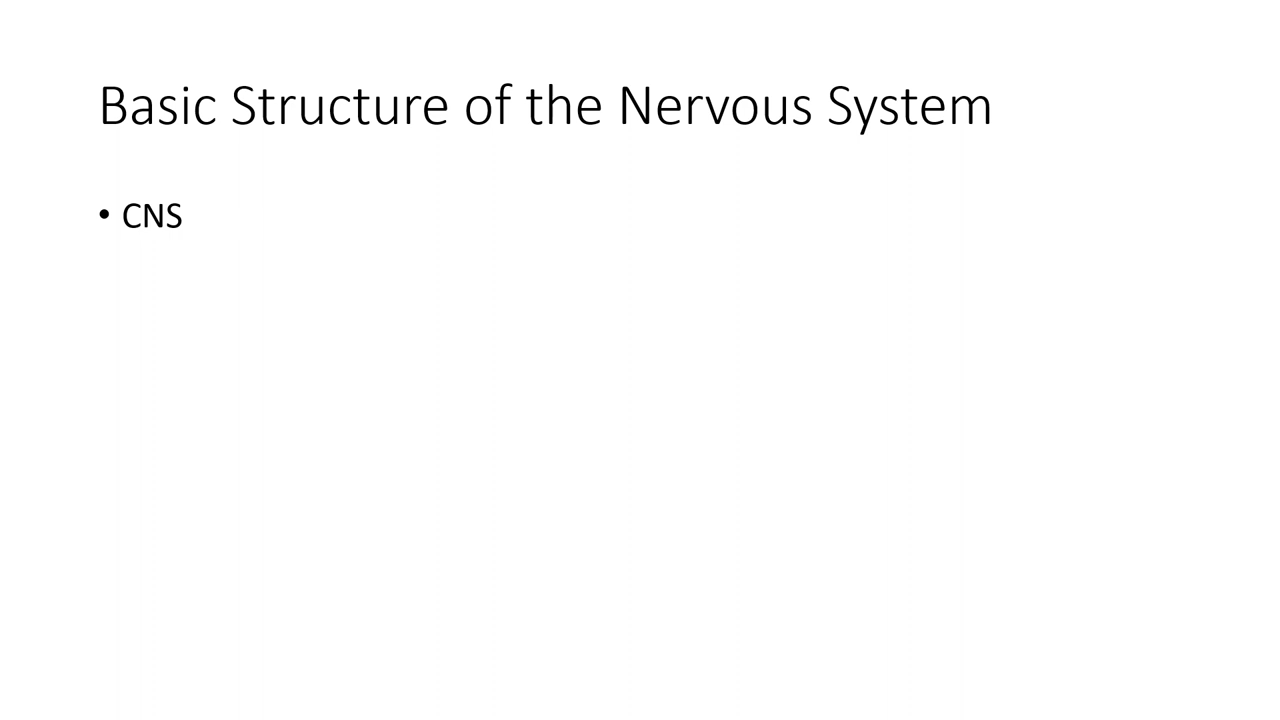 Basic Structure of the Nervous System
• CNS